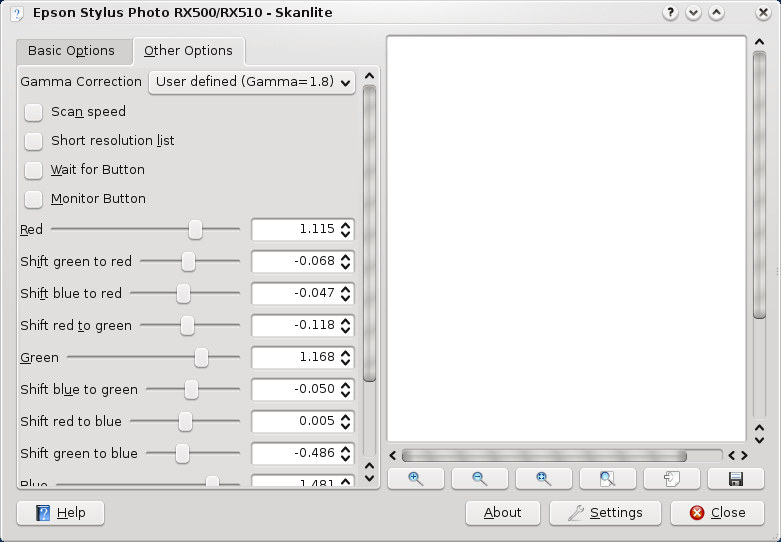 Epson Stylus Photo RX500/RX510 - Skanlite
Basic Options
Other Options
Gamma Correction
User defined (Gamma=1.8)
Scan speed
Short resolution list
Wait for Button
Monitor Button
Red 1.115
Shift green to red -0.068
Shift blue to red -0.047
Shift red to green -0.118
Green 1.168
Shift blue to green -0.050
Shift red to blue 0.005
Shift green to blue -0.486
Blue 1.481
Help
About
Settings
Close